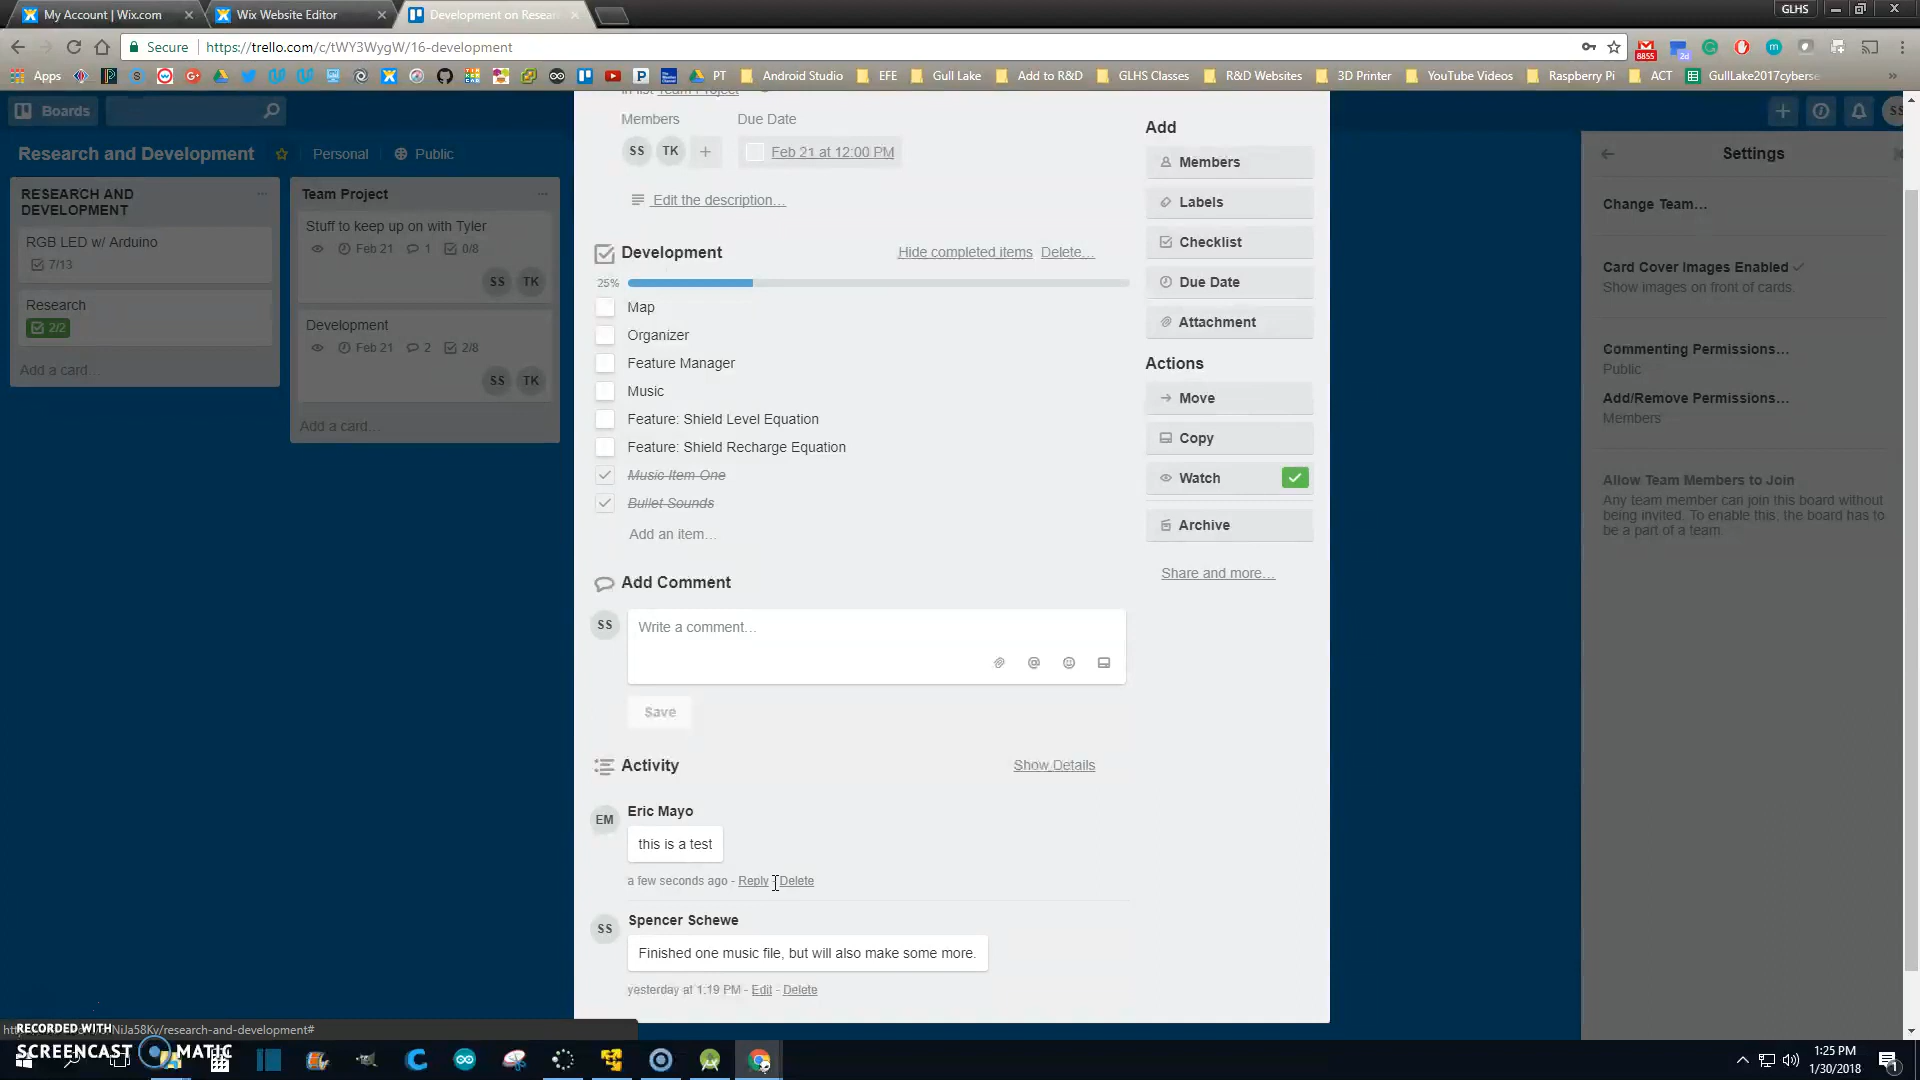 My Account | Wix.com
Wix Website Editor
Development on Resear
GLHS
Secure
https://trello.com/c/tWY3WygW/16-development
8855
2d
Apps
PT
Android Studio
EFE
Gull Lake
Add to R&D
GLHS Classes
R&D Websites
3D Printer
YouTube Videos
Raspberry Pi
ACT
GullLake2017cyberse
Boards
SS
Research and Development
Personal
Public
RESEARCH AND DEVELOPMENT
RGB LED w/ Arduino
7/13
Research
2/2
Add a card…
Team Project
Stuff to keep up on with Tyler
Feb 21
1
0/8
SS
TK
Development
Feb 21
2
2/8
SS
TK
Add a card…
in list Team Project
Members
Due Date
SS
TK
Feb 21 at 12:00 PM
Edit the description…
Development
Hide completed items
Delete…
25%
Map
Organizer
Feature Manager
Music
Feature: Shield Level Equation
Feature: Shield Recharge Equation
Music Item One
Bullet Sounds
Add an item…
Add Comment
SS
Write a comment…
Save
Activity
Show Details
EM
Eric Mayo
this is a test
a few seconds ago - Reply - Delete
SS
Spencer Schewe
Finished one music file, but will also make some more.
yesterday at 1:19 PM - Edit - Delete
Add
Members
Labels
Checklist
Due Date
Attachment
Actions
Move
Copy
Watch
Archive
Share and more…
Settings
Change Team…
Card Cover Images Enabled
Show images on front of cards.
Commenting Permissions…
Public
Add/Remove Permissions…
Members
Allow Team Members to Join
Any team member can join this board without
being invited. To enable this, the board has to
be a part of a team.
NiJa58Ky/research-and-development#
RECORDED WITH
SCREENCAST MATIC
1:25 PM
1/30/2018
1